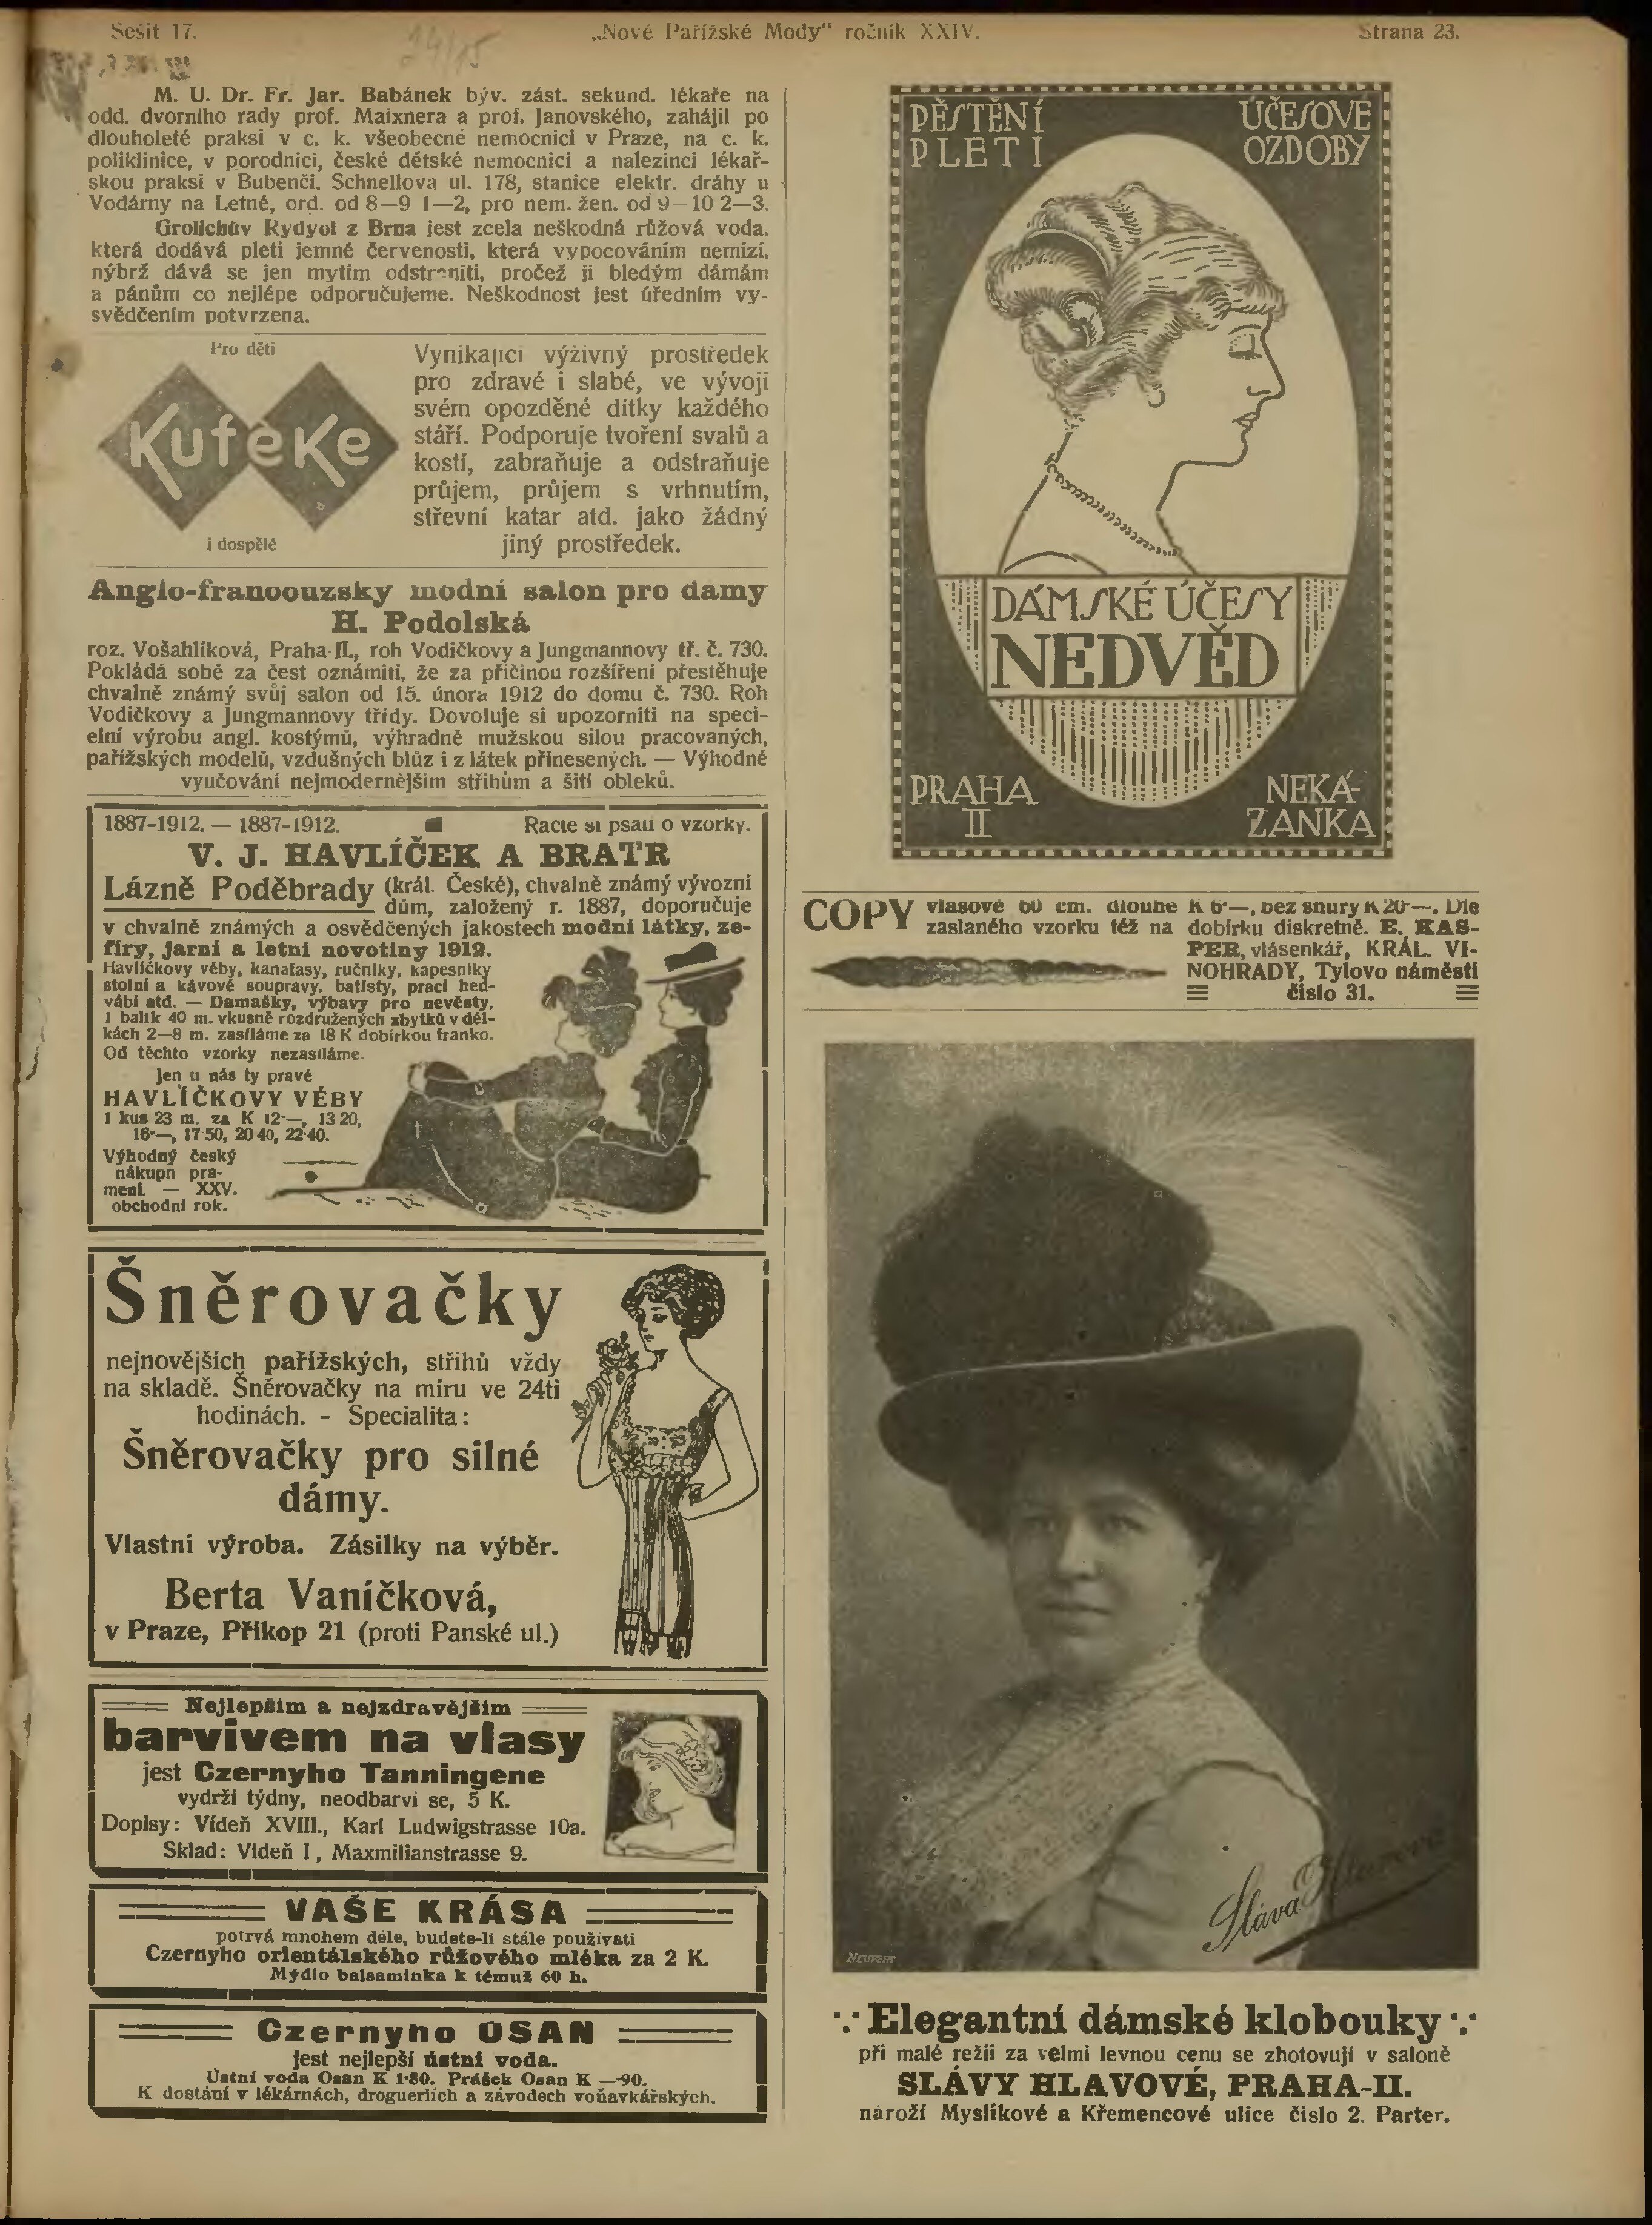 Sešit 17.
„Nové Pařížské Mody" ročník XXIV.
Strana 23.
14/15
M. U. Dr. Fr. Jar. Babánek býv. zást. sekund. lékaře na
odd. dvorního rady prof. Maixnera a prof. Janovského, zahájil po
dlouholeté praksi v c. k. všeobecné nemocnici v Praze, na c. k.
poliklinice, v porodnici, české dětské nemocnici a nalezinci lékař-
skou praksi v Bubenči. Schnellova ul. 178, stanice elektr. dráhy u
Vodárny na Letné, ord. od 8—9 1—2, pro nem. žen. od 9—10 2—3.
Grolichův Rydyol z Brna jest zcela neškodná růžová voda,
která dodává pleti jemné červenosti, která vypocováním nemizí,
nýbrž dává se jen mytím odstraniti, pročež ji bledým dámám
a pánům co nejlépe odporučujeme. Neškodnost jest úředním vy-
svědčením potvrzena.
Pro děti
Kufeke
i dospělé
Vynikající výživný prostředek
pro zdravé i slabé, ve vývoji
svém opozděné dítky každého
stáří. Podporuje tvoření svalů a
kostí, zabraňuje a odstraňuje
průjem, průjem s vrhnutím,
střevní katar atd. jako žádný
jiný prostředek.
Anglo-francouuzsky modní salon pro damy
H. Podolská
roz. Vošahlíková, Praha-II., roh Vodičkovy a Jungmannovy tř. č. 730.
Pokládá sobě za čest oznámiti, že za příčinou rozšíření přestěhuje
chvalně známý svůj salon od 15. února 1912 do domu č. 730. Roh
Vodičkovy a Jungmannovy třídy. Dovoluje si upozorniti na speci-
elní výrobu angl. kostýmů, výhradně mužskou silou pracovaných,
pařížských modelů, vzdušných blůz i z látek přinesených. — Výhodné
vyučování nejmodernějším střihům a šití obleků.
1887-1912. — 1887-1912.
Račte si psáti o vzorky.
V. J. HAVLÍČEK A BRATR
Lázně Poděbrady (král. České), chvalně známý vývozní
dům, založený r. 1887, doporučuje
v chvalně známých a osvědčených jakostech modní látky, ze-
fíry, jarní a letní novotiny 1912.
Havlíčkovy véby, kanafasy, ručníky, kapesníky
stolní a kávové soupravy, batisty, prací hed-
vábí atd. — Damašky, výbavy pro nevěsty,
1 balík 40 m. vkusně rozdružených zbytků v dél-
kách 2—8 m. zasíláme za 18 K dobírkou franko.
Od těchto vzorky nezasíláme.
Jen u nás ty pravé
HAVLÍČKOVY VÉBY
1 kus 23 m. za K 12·—, 13 20,
16·—, 17·50, 20 40, 22·40.
Výhodný český
nákupn pra-
mení. — XXV.
obchodní rok.
Šněrovačky
nejnovějších pařížských, střihů vždy
na skladě. Šněrovačky na míru ve 24ti
hodinách. - Specialita:
Šněrovačky pro silné
dámy.
Vlastní výroba. Zásilky na výběr.
Berta Vaníčková,
v Praze, Příkop 21 (proti Panské ul.)
Nejlepším a nejzdravějším
barvivem na vlasy
jest Czernyho Tanningene
vydrží týdny, neodbarví se, 5 K.
Dopisy: Vídeň XVIII., Karl Ludwigstrasse 10a.
Sklad: Vídeň I, Maxmilianstrasse 9.
VAŠE KRÁSA
potrvá mnohem déle, budete-li stále používati
Czernyho orientálského růžového mléka za 2 K.
Mýdlo balsaminka k témuž 60 h.
Czernyho OSAN
jest nejlepší ústní voda.
Ústní voda Osan K 1·80. Prášek Osan K —·90.
K dostání v lékárnách, droguerlích a závodech voňavkářských.
PĚSTĚNÍ
PLETI
ÚČESOVÉ
OZDOBY
DÁMSKÉ ÚČESY
NEDVĚD
PRAHA
II
NEKÁ-
ZANKA
COPY vlasové 60 cm. dlouhé K 6·—, bez šňury K 20·—. Dle
zaslaného vzorku též na dobírku diskretně. E. KAS-
PER, vlásenkář, KRÁL. VI-
NOHRADY, Tylovo náměstí
číslo 31.
Sláva Hlavová
NEUBERT
Elegantní dámské klobouky
při malé režii za velmi levnou cenu se zhotovují v saloně
SLÁVY HLAVOVÉ, PRAHA-II.
nároží Myslíkové a Křemencové ulice číslo 2. Parter.